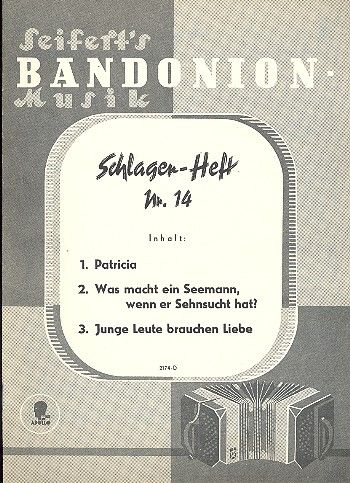 Seifert's
BANDONION-
Musik
Schlager-Heft
Nr. 14
Inhalt:
1. Patricia
2. Was macht ein Seemann,
wenn er Sehnsucht hat?
3. Junge Leute brauchen Liebe
2174-D
APOLLO